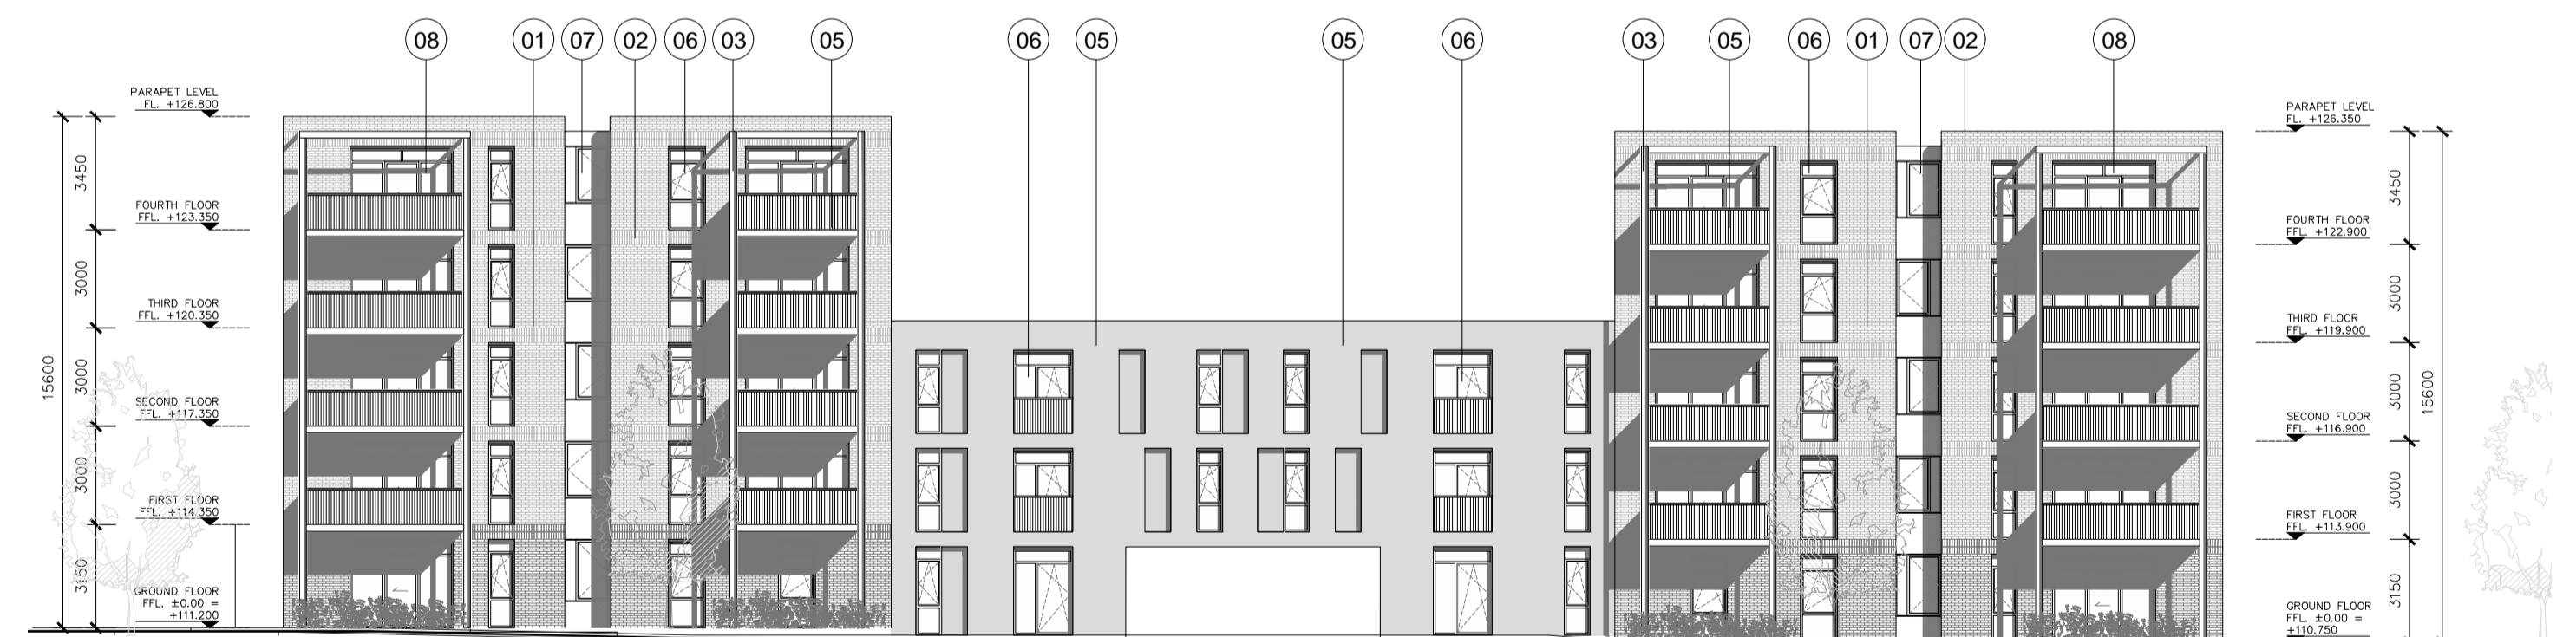 08 01 07 02 06 03 05 06 05 05 06 03 05 06 01 07 02 08
PARAPET LEVEL
FL. +126.800
3450
FOURTH FLOOR
FFL. +123.350
3000
THIRD FLOOR
FFL. +120.350
3000
15600
SECOND FLOOR
FFL. +117.350
3000
FIRST FLOOR
FFL. +114.350
3150
GROUND FLOOR
FFL. ±0.00 =
+111.200
PARAPET LEVEL
FL. +126.350
3450
FOURTH FLOOR
FFL. +122.900
3000
THIRD FLOOR
FFL. +119.900
3000
15600
SECOND FLOOR
FFL. +116.900
3000
FIRST FLOOR
FFL. +113.900
3150
GROUND FLOOR
FFL. ±0.00 =
+110.750